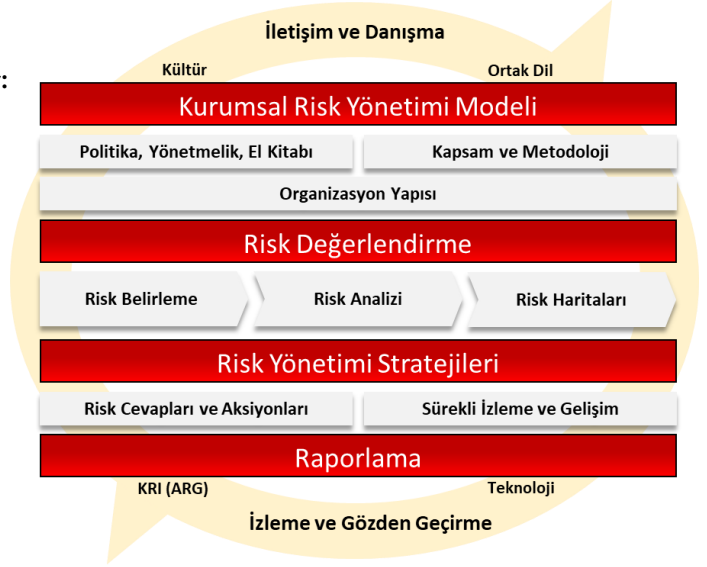 İletişim ve Danışma
Kültür Ortak Dil
:
Kurumsal Risk Yönetimi Modeli
Politika, Yönetmelik, El Kitabı Kapsam ve Metodoloji
Organizasyon Yapısı
Risk Değerlendirme
Risk Belirleme Risk Analizi Risk Haritaları
Risk Yönetimi Stratejileri
Risk Cevapları ve Aksiyonları Sürekli İzleme ve Gelişim
Raporlama
KRI (ARG) Teknoloji
İzleme ve Gözden Geçirme